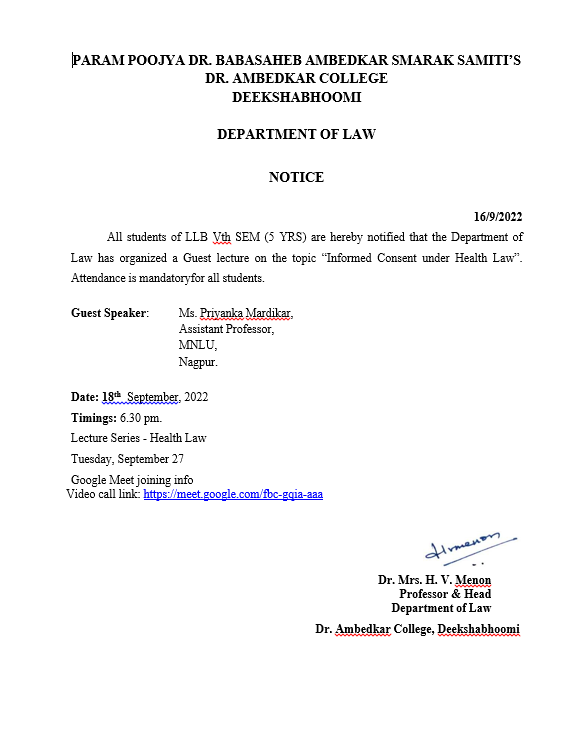 PARAM POOJYA DR. BABASAHEB AMBEDKAR SMARAK SAMITI'S
DR. AMBEDKAR COLLEGE
DEEKSHABHOOMI
DEPARTMENT OF LAW
NOTICE
16/9/2022
All students of LLB Vth SEM (5 YRS) are hereby notified that the Department of
Law has organized a Guest lecture on the topic “Informed Consent under Health Law”.
Attendance is mandatoryfor all students.
Guest Speaker: Ms. Priyanka Mardikar,
Assistant Professor,
MNLU,
Nagpur.
Date: 18th September, 2022
Timings: 6.30 pm.
Lecture Series - Health Law
Tuesday, September 27
Google Meet joining info
Video call link: https://meet.google.com/fbc-gqia-aaa
Hvmenon
Dr. Mrs. H. V. Menon
Professor & Head
Department of Law
Dr. Ambedkar College, Deekshabhoomi